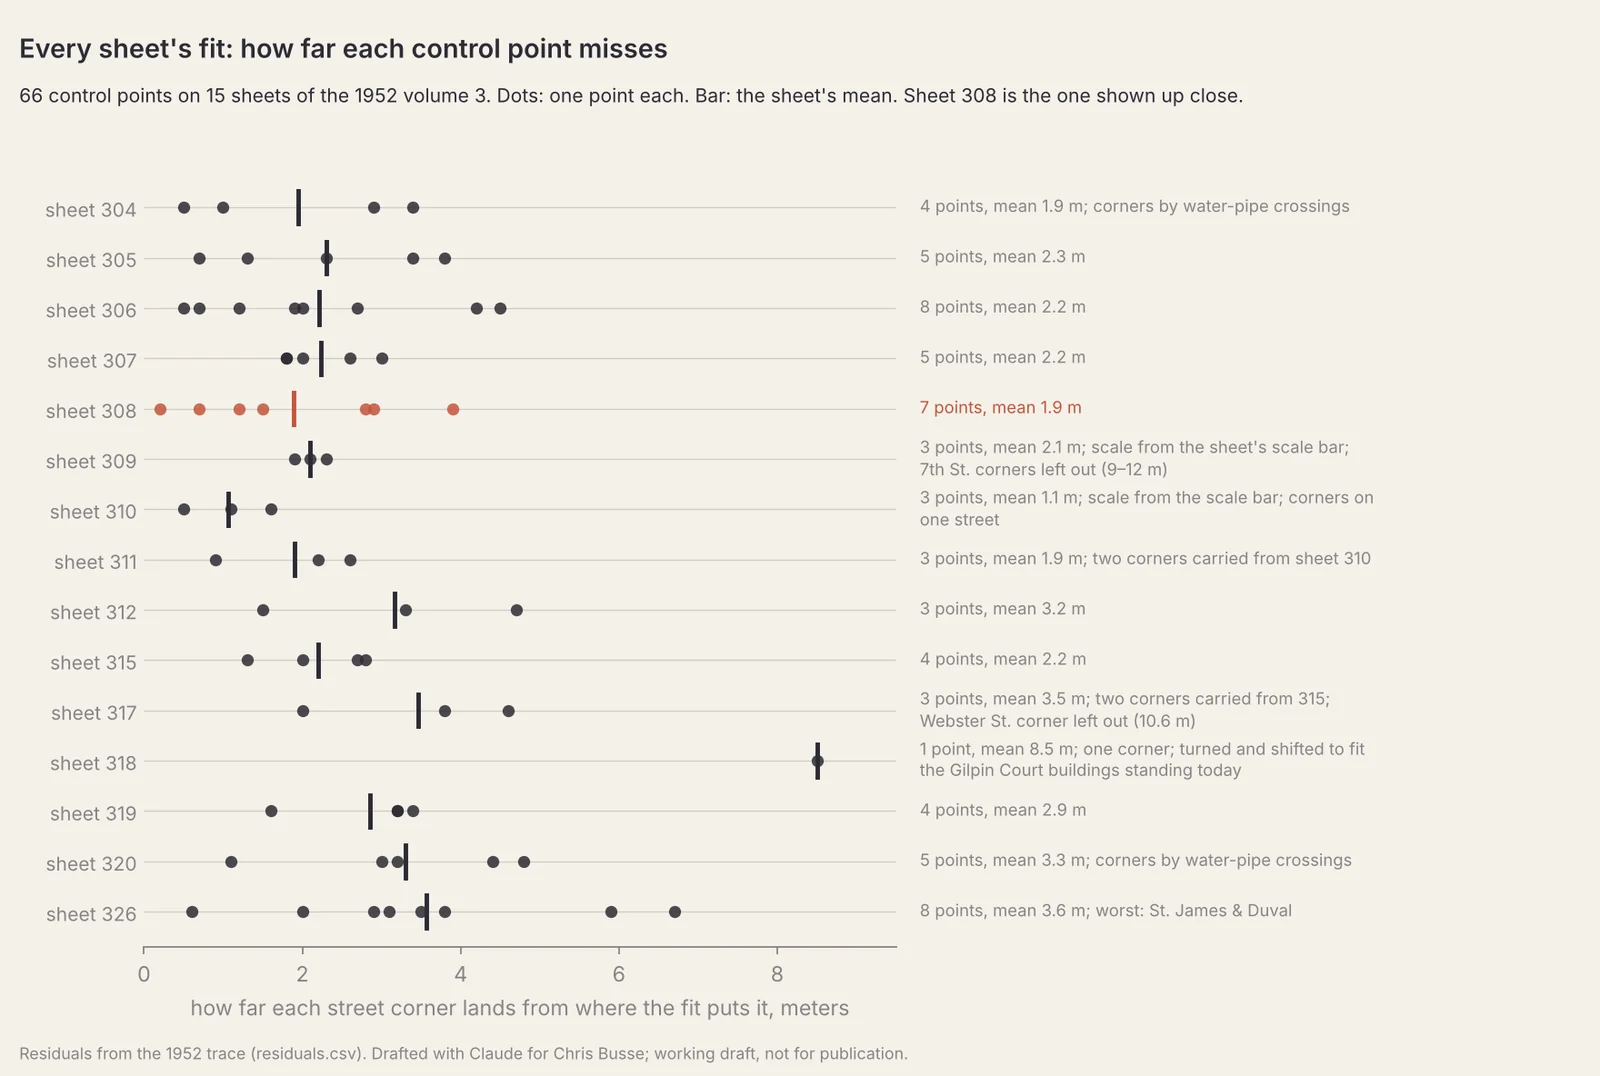 Every sheet's fit: how far each control point misses
66 control points on 15 sheets of the 1952 volume 3. Dots: one point each. Bar: the sheet's mean. Sheet 308 is the one shown up close.
sheet 304
4 points, mean 1.9 m; corners by water-pipe crossings
sheet 305
5 points, mean 2.3 m
sheet 306
8 points, mean 2.2 m
sheet 307
5 points, mean 2.2 m
sheet 308
7 points, mean 1.9 m
sheet 309
3 points, mean 2.1 m; scale from the sheet's scale bar;
7th St. corners left out (9–12 m)
sheet 310
3 points, mean 1.1 m; scale from the scale bar; corners on
one street
sheet 311
3 points, mean 1.9 m; two corners carried from sheet 310
sheet 312
3 points, mean 3.2 m
sheet 315
4 points, mean 2.2 m
sheet 317
3 points, mean 3.5 m; two corners carried from 315;
Webster St. corner left out (10.6 m)
sheet 318
1 point, mean 8.5 m; one corner; turned and shifted to fit
the Gilpin Court buildings standing today
sheet 319
4 points, mean 2.9 m
sheet 320
5 points, mean 3.3 m; corners by water-pipe crossings
sheet 326
8 points, mean 3.6 m; worst: St. James & Duval
0 2 4 6 8
how far each street corner lands from where the fit puts it, meters
Residuals from the 1952 trace (residuals.csv). Drafted with Claude for Chris Busse; working draft, not for publication.